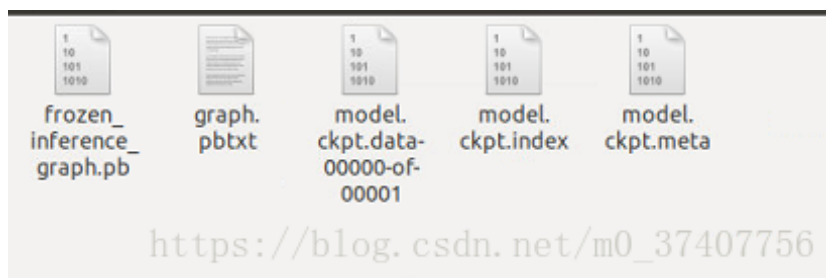 frozen_
inference_
graph.pb
graph.
pbtxt
model.
ckpt.data-
00000-of-
00001
model.
ckpt.index
model.
ckpt.meta
https://blog.csdn.net/m0_37407756